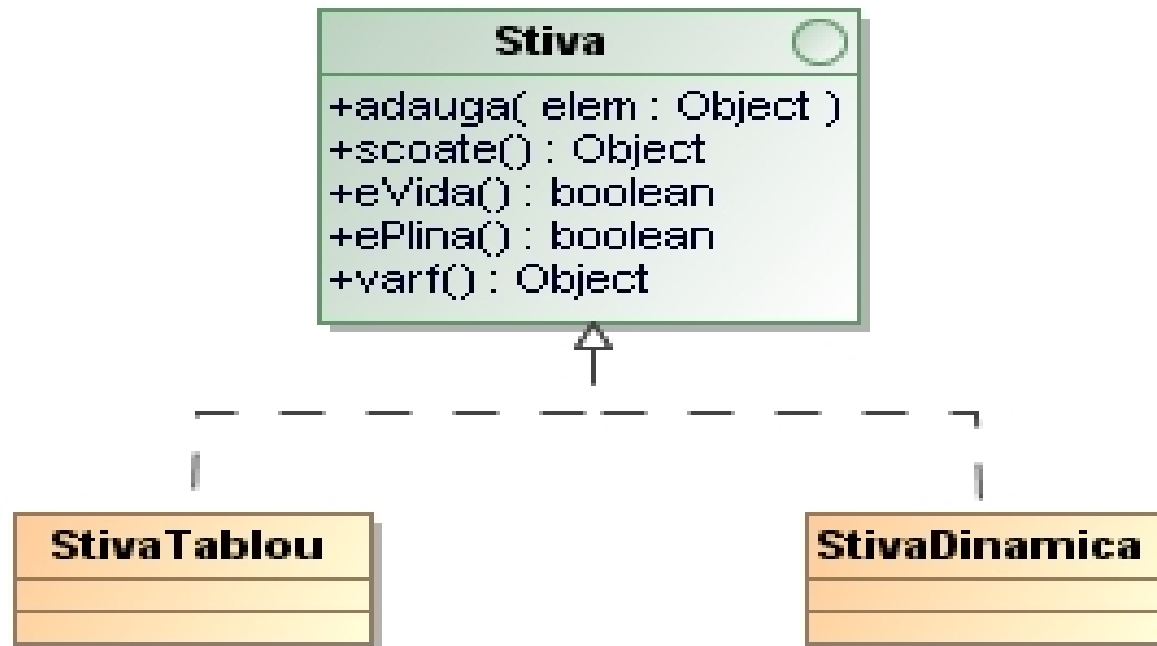 Stiva
+adauga( elem : Object )
+scoate() : Object
+eVida() : boolean
+ePlina() : boolean
+varf() : Object
StivaTablou
StivaDinamica